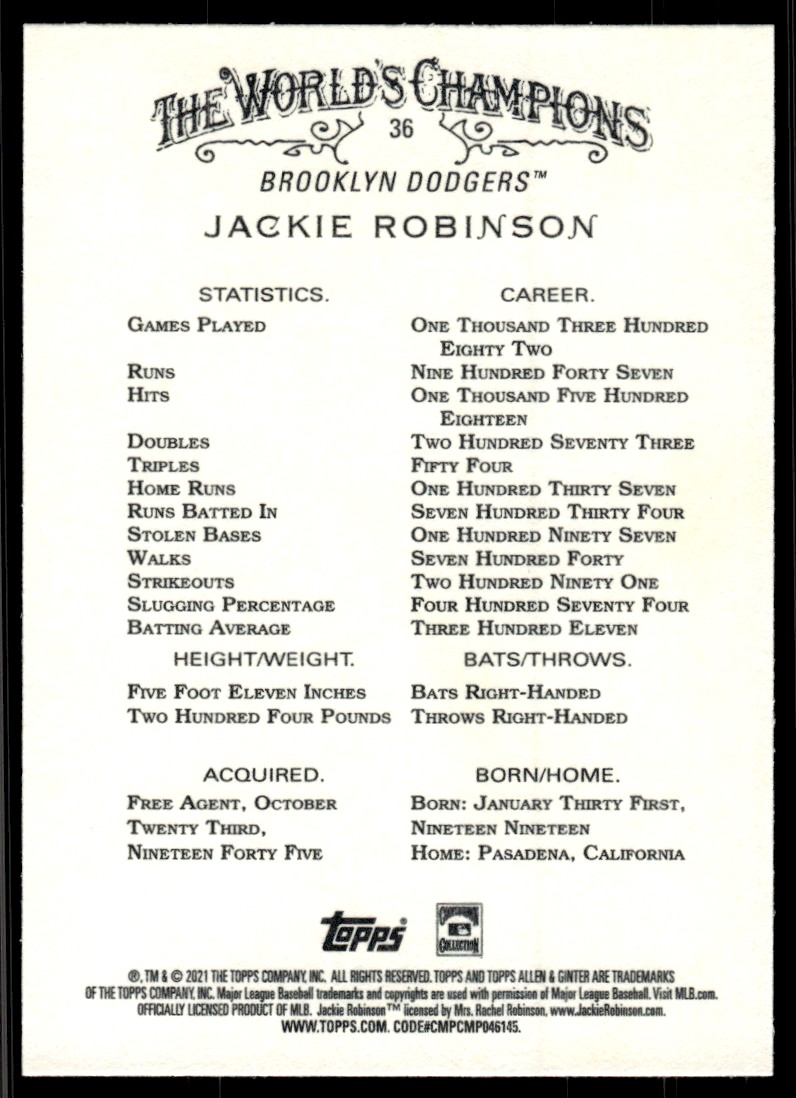 THE WORLD'S CHAMPIONS
36
BROOKLYN DODGERS™
JACKIE ROBINSON
STATISTICS. CAREER.
GAMES PLAYED ONE THOUSAND THREE HUNDRED
EIGHTY TWO
RUNS NINE HUNDRED FORTY SEVEN
HITS ONE THOUSAND FIVE HUNDRED
EIGHTEEN
DOUBLES TWO HUNDRED SEVENTY THREE
TRIPLES FIFTY FOUR
HOME RUNS ONE HUNDRED THIRTY SEVEN
RUNS BATTED IN SEVEN HUNDRED THIRTY FOUR
STOLEN BASES ONE HUNDRED NINETY SEVEN
WALKS SEVEN HUNDRED FORTY
STRIKEOUTS TWO HUNDRED NINETY ONE
SLUGGING PERCENTAGE FOUR HUNDRED SEVENTY FOUR
BATTING AVERAGE THREE HUNDRED ELEVEN
HEIGHT/WEIGHT. BATS/THROWS.
FIVE FOOT ELEVEN INCHES BATS RIGHT-HANDED
TWO HUNDRED FOUR POUNDS THROWS RIGHT-HANDED
ACQUIRED. BORN/HOME.
FREE AGENT, OCTOBER BORN: JANUARY THIRTY FIRST,
TWENTY THIRD, NINETEEN NINETEEN
NINETEEN FORTY FIVE HOME: PASADENA, CALIFORNIA
Topps® COOPERSTOWN COLLECTION
®, TM & © 2021 THE TOPPS COMPANY, INC. ALL RIGHTS RESERVED. TOPPS AND TOPPS ALLEN & GINTER ARE TRADEMARKS
OF THE TOPPS COMPANY, INC. Major League Baseball trademarks and copyrights are used with permission of Major League Baseball. Visit MLB.com.
OFFICIALLY LICENSED PRODUCT OF MLB. Jackie Robinson™ licensed by Mrs. Rachel Robinson, www.JackieRobinson.com.
WWW.TOPPS.COM. CODE#CMPCMP046145.